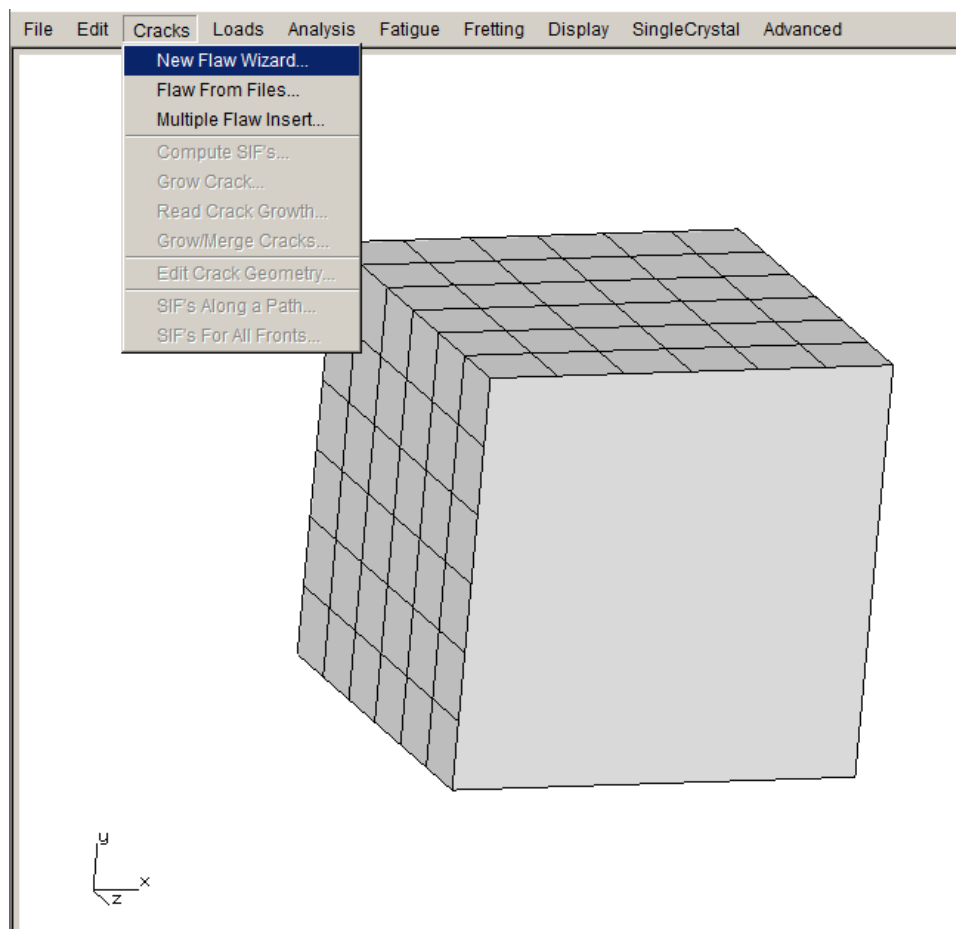 File Edit Cracks Loads Analysis Fatigue Fretting Display SingleCrystal Advanced
New Flaw Wizard...
Flaw From Files...
Multiple Flaw Insert...
Compute SIF's...
Grow Crack...
Read Crack Growth...
Grow/Merge Cracks...
Edit Crack Geometry...
SIF's Along a Path...
SIF's For All Fronts...
y
x
z